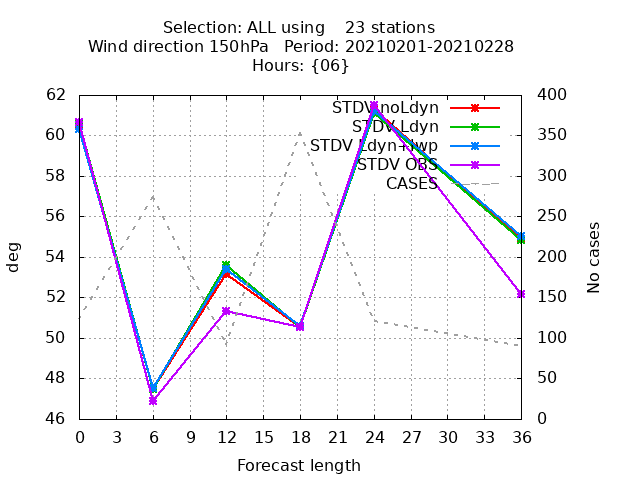 Selection: ALL using 23 stations
Wind direction 150hPa Period: 20210201-20210228
Hours: {06}
62
60
58
56
54
52
50
48
46
deg
STDV noLdyn
STDV Ldyn
STDV Ldyn+lwp
STDV OBS
CASES
400
350
300
250
200
150
100
50
0
No cases
0 3 6 9 12 15 18 21 24 27 30 33 36
Forecast length